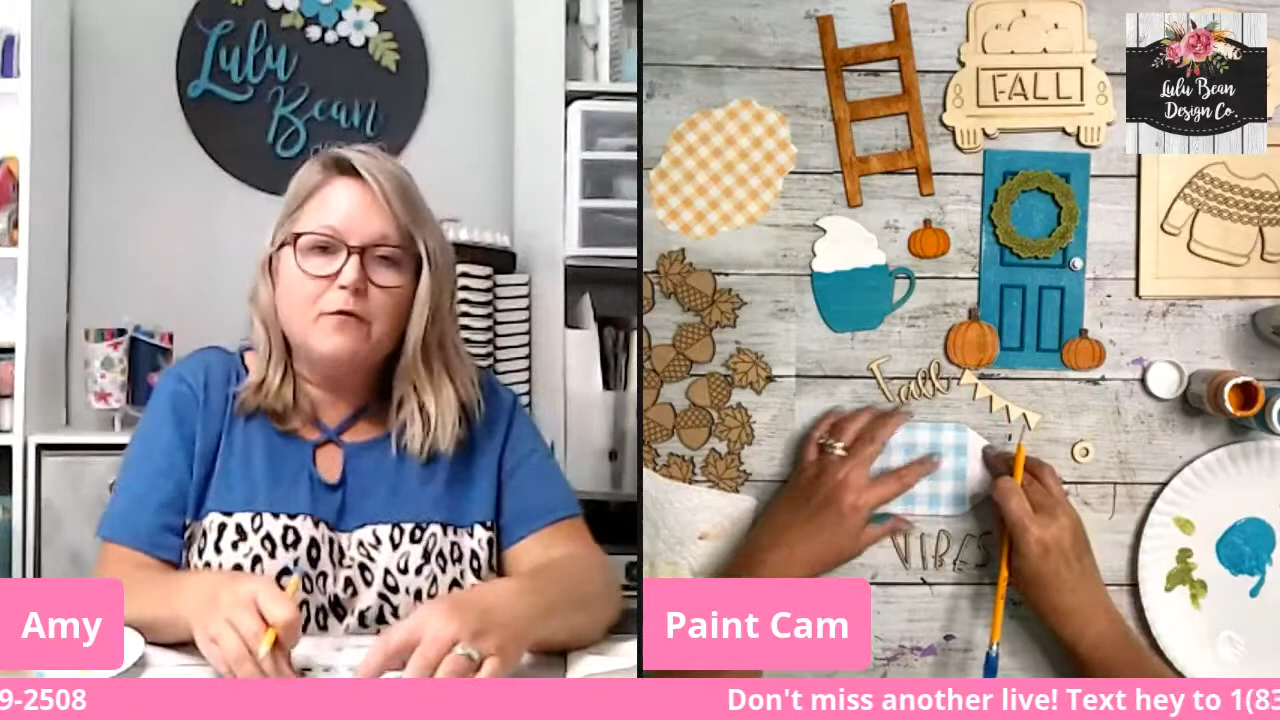 Lulu
Bean
FALL
Lulu Bean
Design Co.
Fall
VIBES
Amy
Paint Cam
9-2508
Don't miss another live! Text hey to 1(83